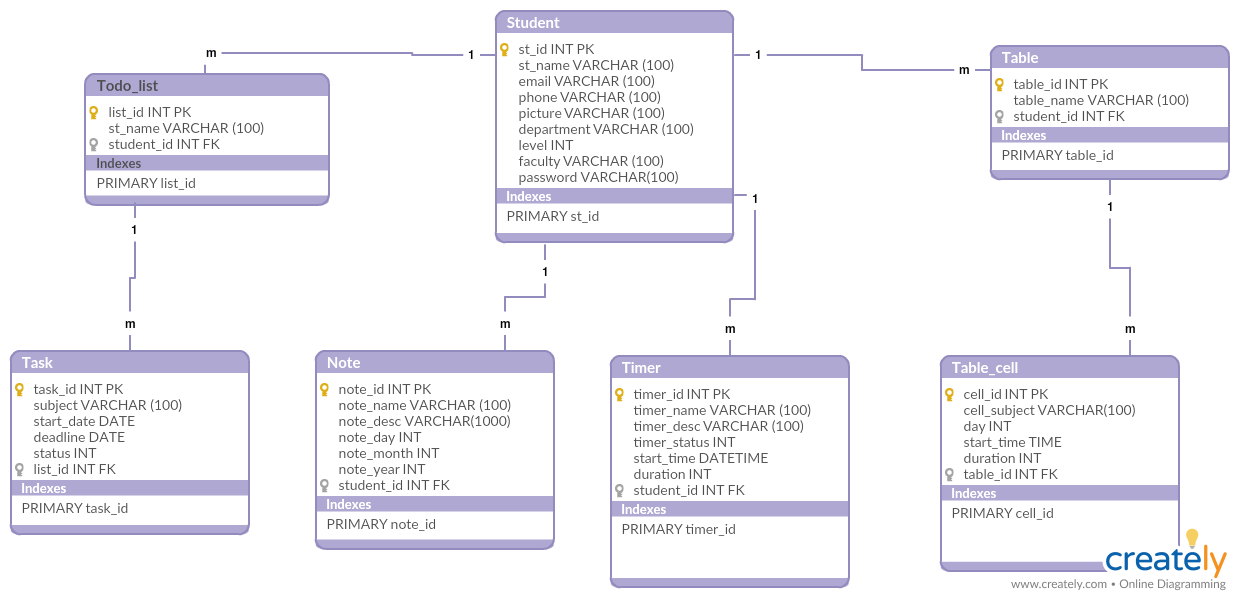 Student
st_id INT PK
st_name VARCHAR (100)
email VARCHAR (100)
phone VARCHAR (100)
picture VARCHAR (100)
department VARCHAR (100)
level INT
faculty VARCHAR (100)
password VARCHAR(100)
Indexes
PRIMARY st_id
m
1
1
m
1
Todo_list
list_id INT PK
st_name VARCHAR (100)
student_id INT FK
Indexes
PRIMARY list_id
1
m
Table
table_id INT PK
table_name VARCHAR (100)
student_id INT FK
Indexes
PRIMARY table_id
1
m
1
m
m
Task
task_id INT PK
subject VARCHAR (100)
start_date DATE
deadline DATE
status INT
list_id INT FK
Indexes
PRIMARY task_id
Note
note_id INT PK
note_name VARCHAR (100)
note_desc VARCHAR(1000)
note_day INT
note_month INT
note_year INT
student_id INT FK
Indexes
PRIMARY note_id
Timer
timer_id INT PK
timer_name VARCHAR (100)
timer_desc VARCHAR (100)
timer_status INT
start_time DATETIME
duration INT
student_id INT FK
Indexes
PRIMARY timer_id
Table_cell
cell_id INT PK
cell_subject VARCHAR(100)
day INT
start_time TIME
duration INT
table_id INT FK
Indexes
PRIMARY cell_id
creately
www.creately.com • Online Diagramming